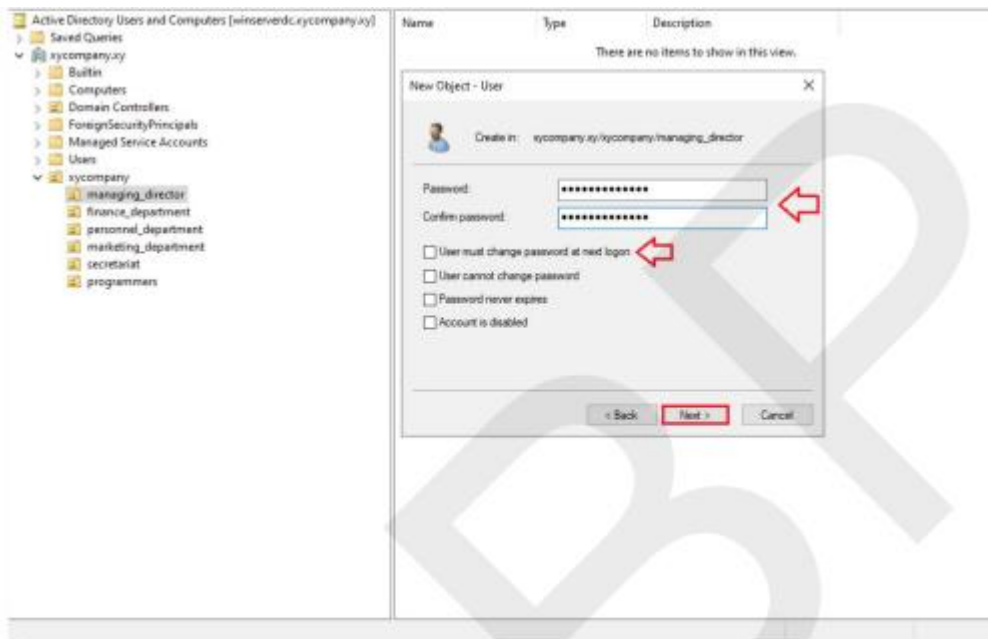 Active Directory Users and Computers [winserverdc.xycompany.xy]
Saved Queries
xycompany.xy
Builtin
Computers
Domain Controllers
ForeignSecurityPrincipals
Managed Service Accounts
Users
xycompany
managing_director
finance_department
personnel_department
marketing_department
secretariat
programmers
Name Type Description
There are no items to show in this view.
New Object - User
Create in: xycompany.xy/xycompany/managing_director
Password:
Confirm password:
User must change password at next logon
User cannot change password
Password never expires
Account is disabled
< Back Next > Cancel
BP